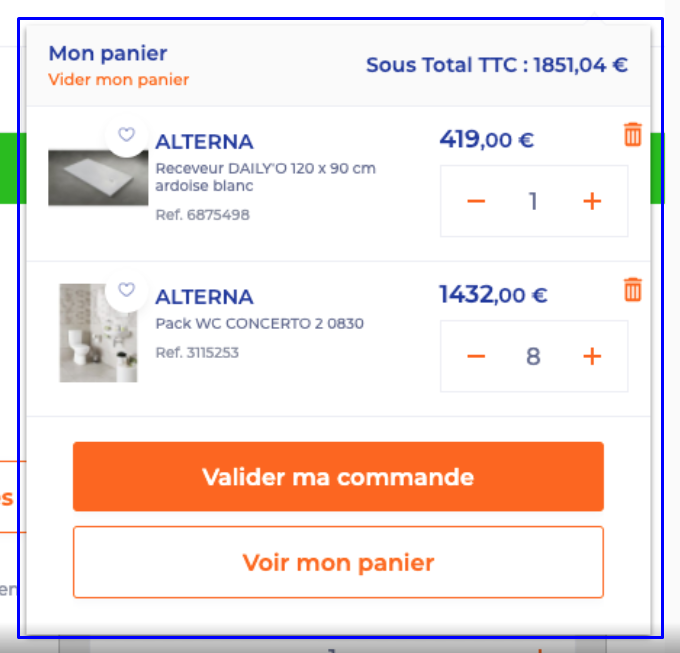 Mon panier
Vider mon panier
Sous Total TTC : 1851,04 €
ALTERNA
Receveur DAILY'O 120 x 90 cm
ardoise blanc
Ref. 6875498
419,00 €
− 1 +
ALTERNA
Pack WC CONCERTO 2 0830
Ref. 3115253
1432,00 €
− 8 +
Valider ma commande
Voir mon panier
es
en